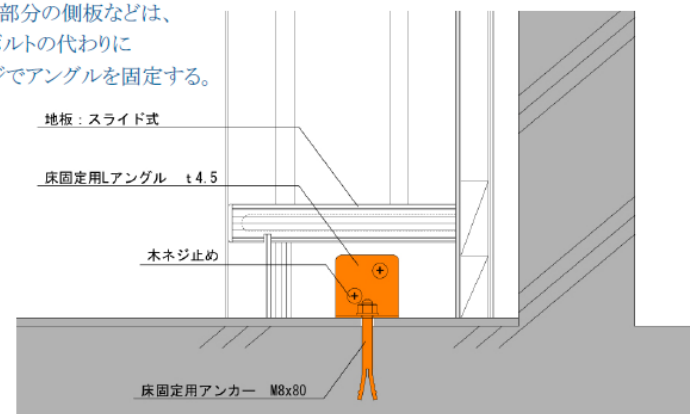 部分の側板などは、
ボルトの代わりに
ジでアングルを固定する。
地板：スライド式
床固定用Lアングル　t4.5
木ネジ止め
床固定用アンカー　M8x80